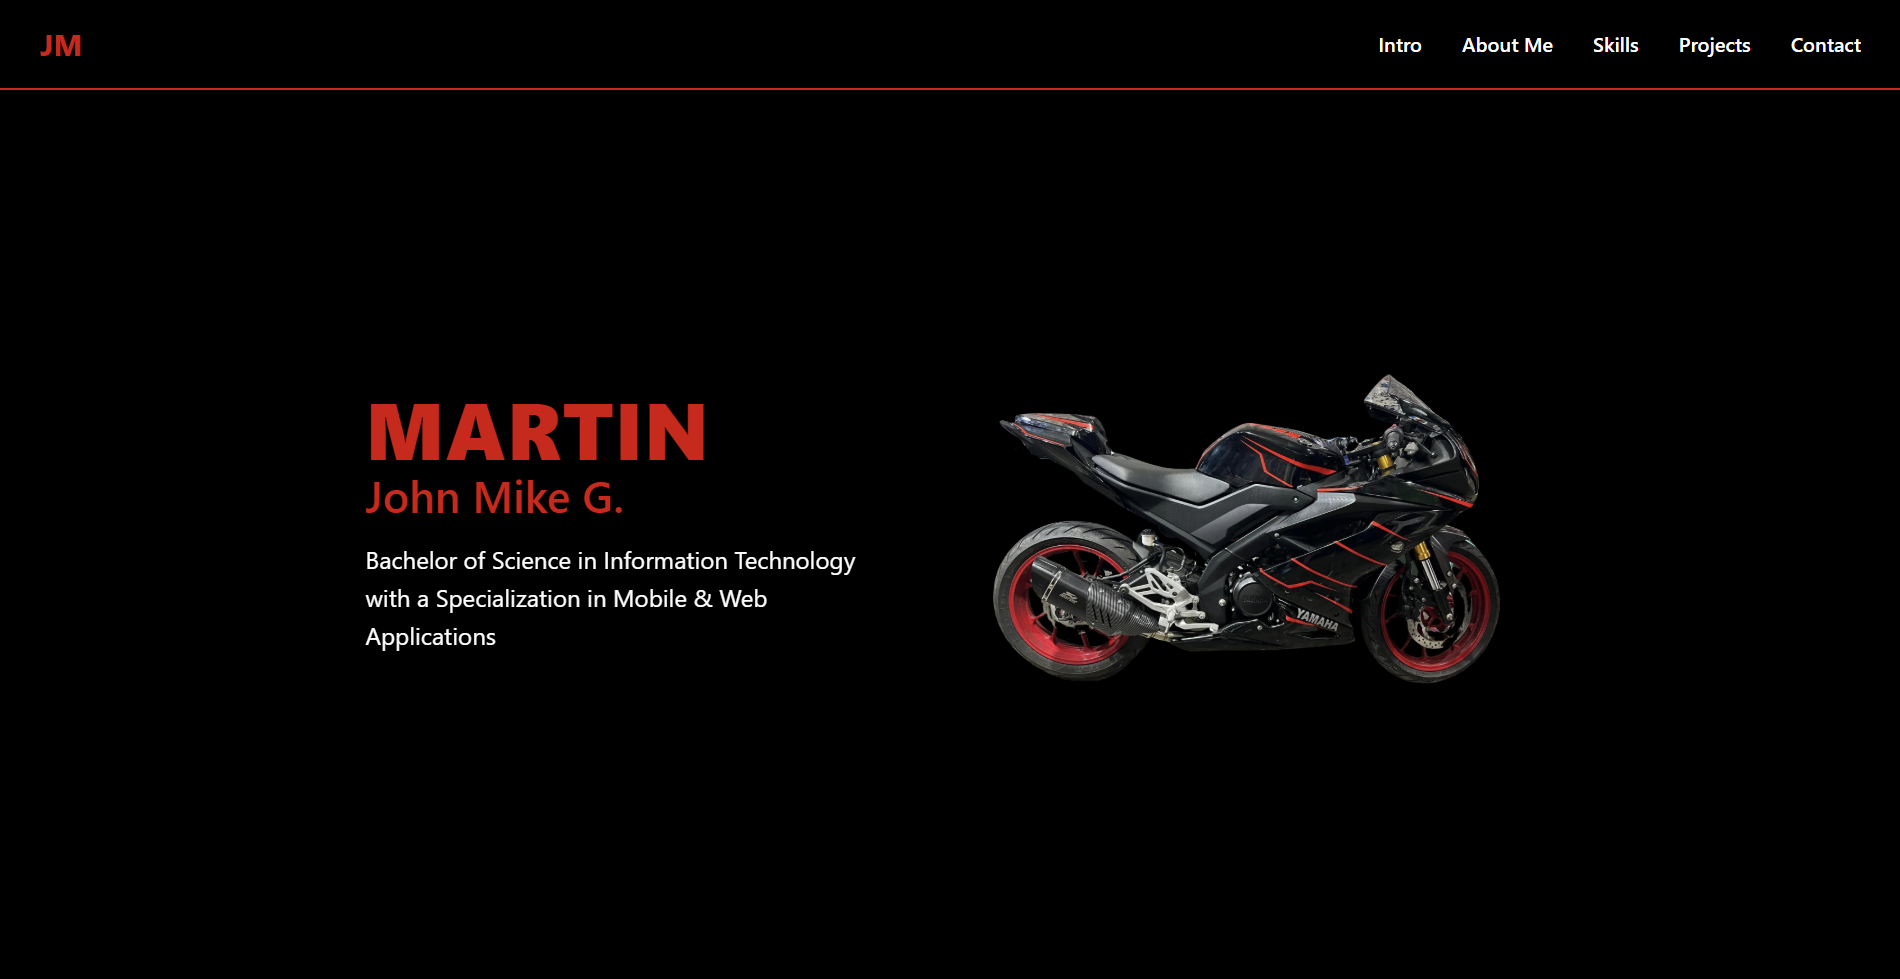 JM
Intro About Me Skills Projects Contact
MARTIN
John Mike G.
Bachelor of Science in Information Technology
with a Specialization in Mobile & Web
Applications
YAMAHA